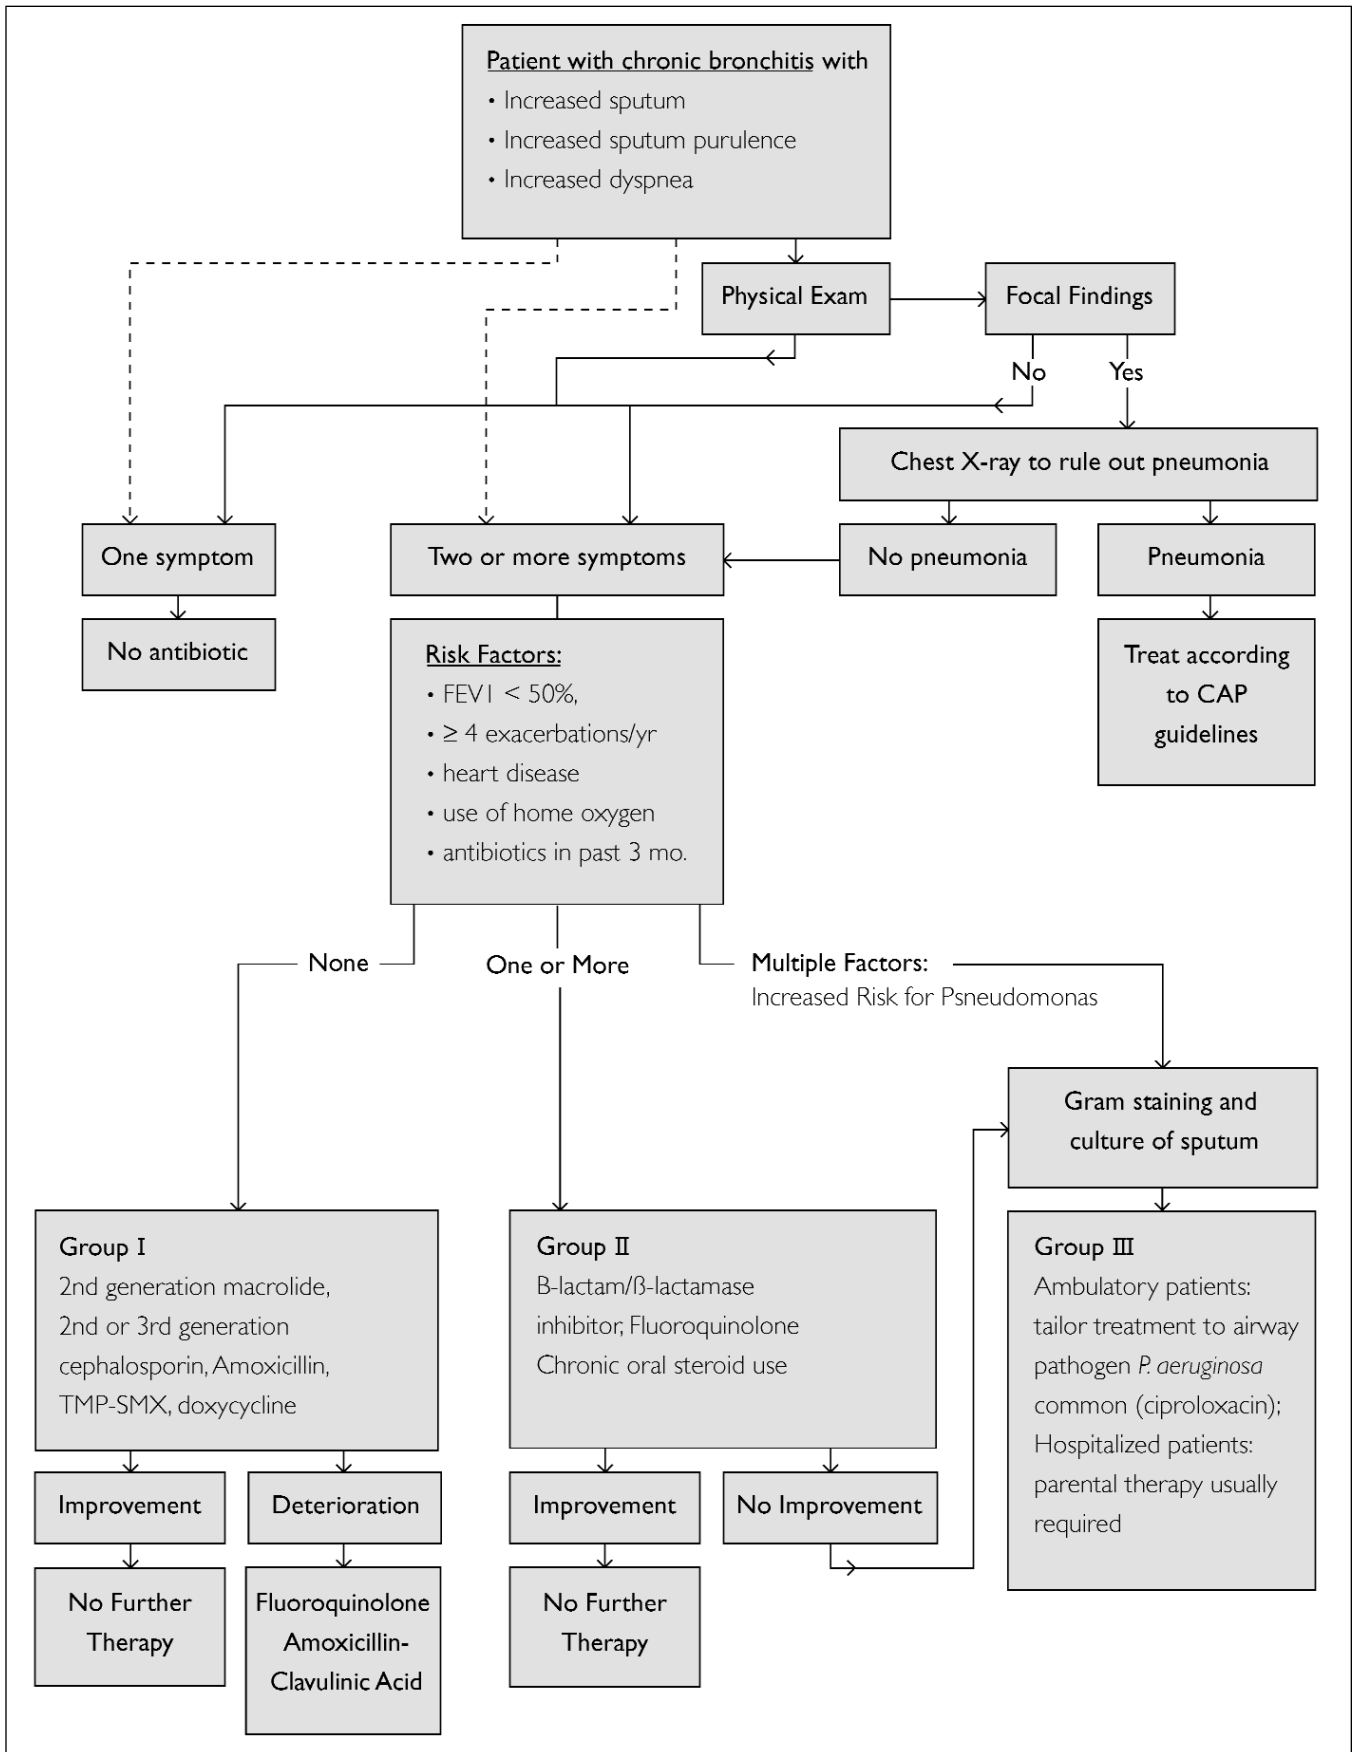 Patient with chronic bronchitis with
• Increased sputum
• Increased sputum purulence
• Increased dyspnea
Physical Exam
Focal Findings
No
Yes
Chest X-ray to rule out pneumonia
One symptom
Two or more symptoms
No pneumonia
Pneumonia
No antibiotic
Risk Factors:
• FEV1 < 50%,
• ≥ 4 exacerbations/yr
• heart disease
• use of home oxygen
• antibiotics in past 3 mo.
Treat according
to CAP
guidelines
None
One or More
Multiple Factors:
Increased Risk for Psneudomonas
Gram staining and
culture of sputum
Group I
2nd generation macrolide,
2nd or 3rd generation
cephalosporin, Amoxicillin,
TMP-SMX, doxycycline
Group II
B-lactam/ß-lactamase
inhibitor, Fluoroquinolone
Chronic oral steroid use
Group III
Ambulatory patients:
tailor treatment to airway
pathogen P. aeruginosa
common (ciproloxacin);
Hospitalized patients:
parental therapy usually
required
Improvement
Deterioration
Improvement
No Improvement
No Further
Therapy
Fluoroquinolone
Amoxicillin-
Clavulinic Acid
No Further
Therapy